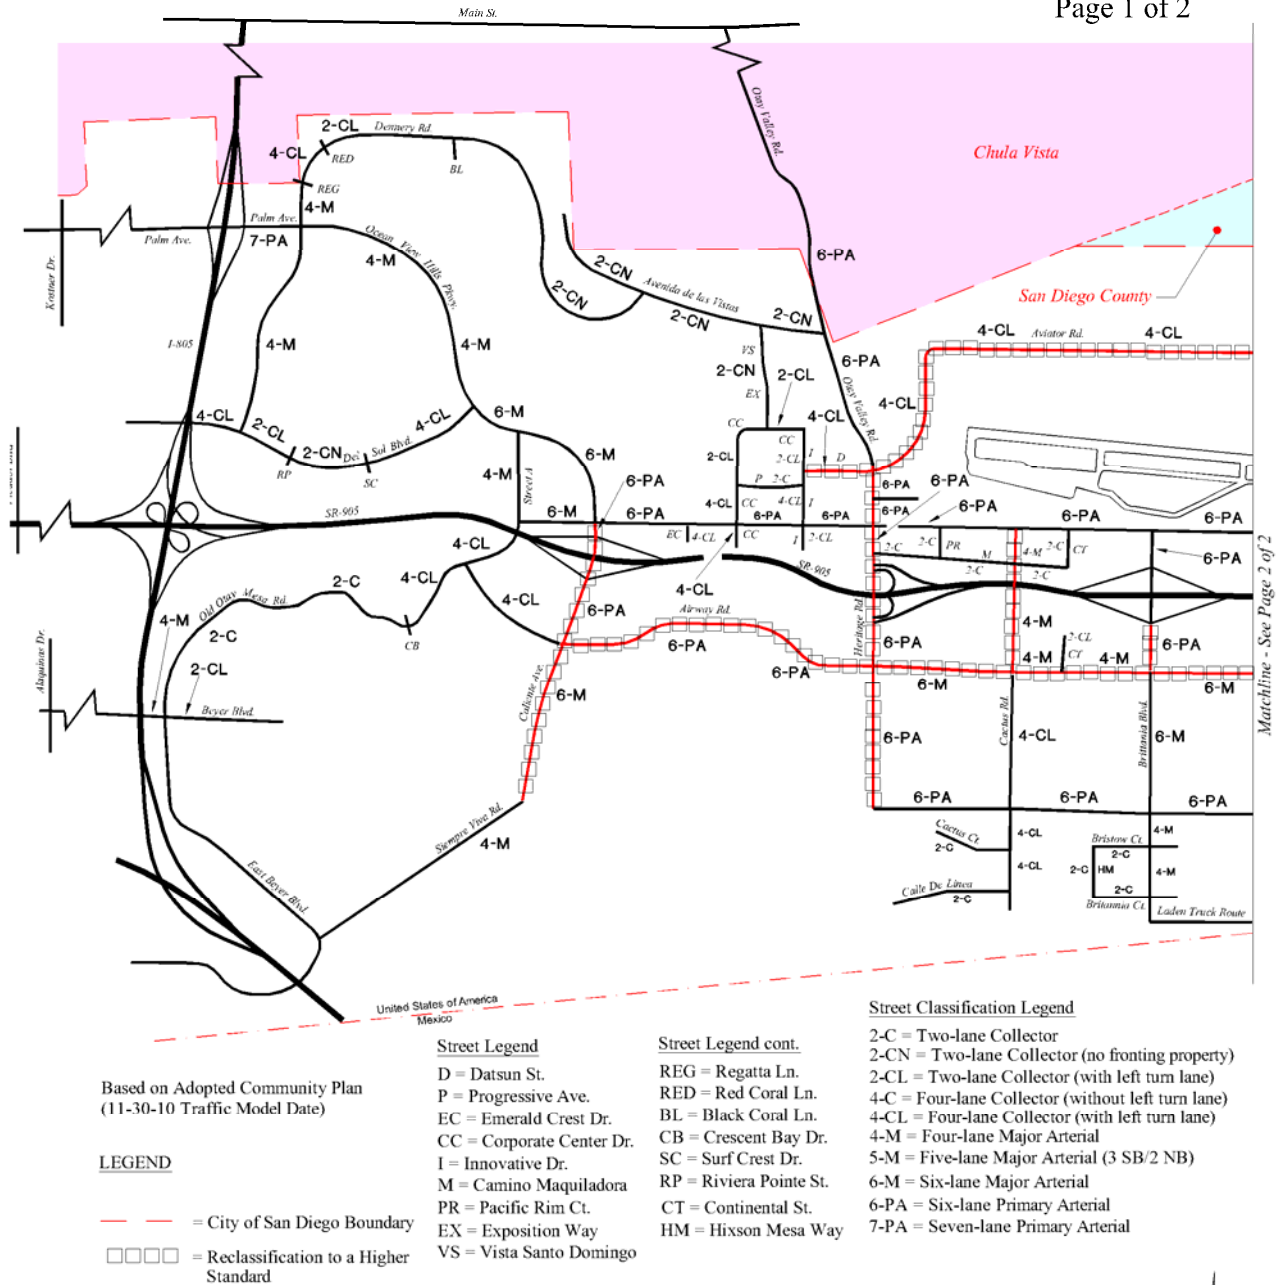 Page 1 of 2
Main St.
Otay Valley Rd.
Chula Vista
2-CL
Dennery Rd.
4-CL
RED
BL
REG
4-M
Palm Ave.
Palm Ave.
7-PA
Ocean View Hills Pkwy.
4-M
2-CN
6-PA
Kostner Dr.
2-CN
Avenida de las Vistas
2-CN
2-CN
San Diego County
4-CL
Aviator Rd.
4-CL
I-805
4-M
4-M
VS
2-CN
2-CL
6-PA
EX
Otay Valley Rd.
4-CL
4-CL
2-CL
4-CL
6-M
CC
CC
4-CL
2-CN
Del Sol Blvd.
6-M
RP
SC
4-M
Street A
2-CL
2-CL
I
D
P
2-C
6-PA
6-PA
6-PA
4-CL
CC
4-CL
I
SR-905
6-M
6-PA
6-PA
6-PA
6-PA
6-PA
6-PA
6-PA
EC
4-CL
CC
I
2-CL
2-C
2-C
PR
M
2-C
4-M
2-C
CT
2-C
6-PA
4-CL
4-CL
SR-905
4-CL
Matchline - See Page 2 of 2
Old Otay Mesa Rd.
2-C
4-CL
6-PA
Airway Rd.
6-PA
Heritage Rd.
4-M
4-M
2-C
CB
6-PA
2-CL
CT
6-PA
Alaquinas Dr.
2-CL
6-PA
6-M
4-M
4-M
6-M
Beyer Blvd.
Caliente Ave.
6-M
6-PA
Cactus Rd.
4-CL
Brittania Blvd.
6-M
6-PA
6-PA
6-PA
Siempre Viva Rd.
4-M
Cactus Ct.
2-C
4-CL
Bristow Ct.
2-C
4-M
East Beyer Blvd.
4-CL
2-C
HM
4-M
Calle De Linea
2-C
2-C
Britannia Ct.
Laden Truck Route
United States of America
Mexico
Based on Adopted Community Plan
(11-30-10 Traffic Model Date)
LEGEND
= City of San Diego Boundary
= Reclassification to a Higher
Standard
Street Legend
D = Datsun St.
P = Progressive Ave.
EC = Emerald Crest Dr.
CC = Corporate Center Dr.
I = Innovative Dr.
M = Camino Maquiladora
PR = Pacific Rim Ct.
EX = Exposition Way
VS = Vista Santo Domingo
Street Legend cont.
REG = Regatta Ln.
RED = Red Coral Ln.
BL = Black Coral Ln.
CB = Crescent Bay Dr.
SC = Surf Crest Dr.
RP = Riviera Pointe St.
CT = Continental St.
HM = Hixson Mesa Way
Street Classification Legend
2-C = Two-lane Collector
2-CN = Two-lane Collector (no fronting property)
2-CL = Two-lane Collector (with left turn lane)
4-C = Four-lane Collector (without left turn lane)
4-CL = Four-lane Collector (with left turn lane)
4-M = Four-lane Major Arterial
5-M = Five-lane Major Arterial (3 SB/2 NB)
6-M = Six-lane Major Arterial
6-PA = Six-lane Primary Arterial
7-PA = Seven-lane Primary Arterial